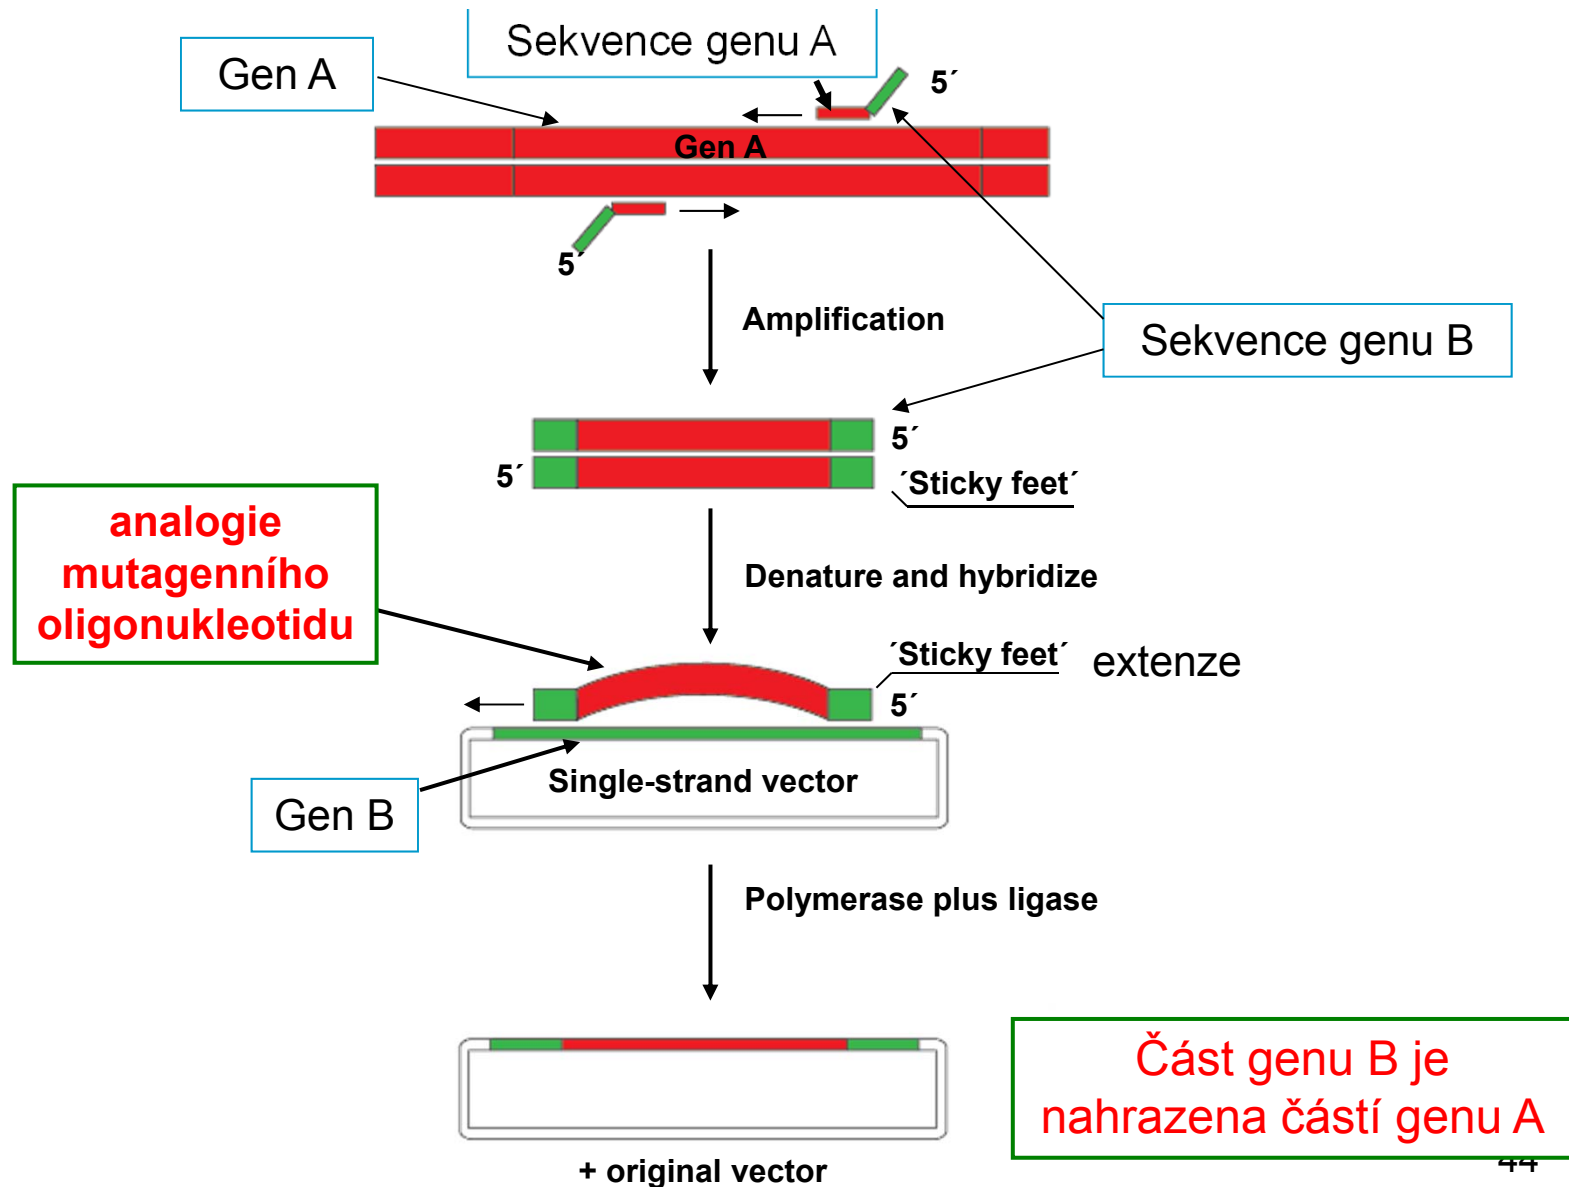 Sekvence genu A
Gen A
5´
Gen A
5´
Amplification
Sekvence genu B
5´
5´
´Sticky feet´
analogie
mutagenního
oligonukleotidu
Denature and hybridize
´Sticky feet´ extenze
5´
Single-strand vector
Gen B
Polymerase plus ligase
Část genu B je
nahrazena částí genu A
44
+ original vector